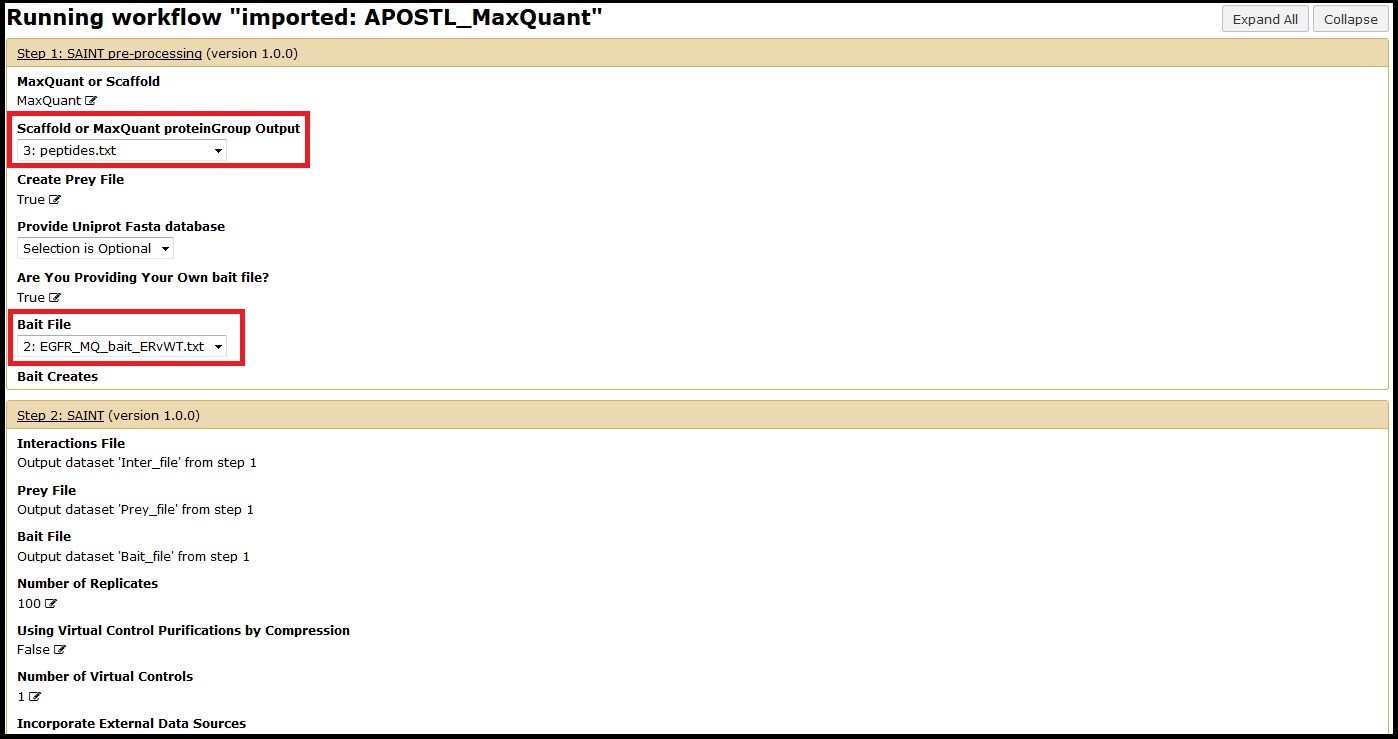 Running workflow "imported: APOSTL_MaxQuant"
Expand All
Collapse
Step 1: SAINT pre-processing (version 1.0.0)
MaxQuant or Scaffold
MaxQuant
Scaffold or MaxQuant proteinGroup Output
3: peptides.txt
Create Prey File
True
Provide Uniprot Fasta database
Selection is Optional
Are You Providing Your Own bait file?
True
Bait File
2: EGFR_MQ_bait_ERvWT.txt
Bait Creates
Step 2: SAINT (version 1.0.0)
Interactions File
Output dataset 'Inter_file' from step 1
Prey File
Output dataset 'Prey_file' from step 1
Bait File
Output dataset 'Bait_file' from step 1
Number of Replicates
100
Using Virtual Control Purifications by Compression
False
Number of Virtual Controls
1
Incorporate External Data Sources